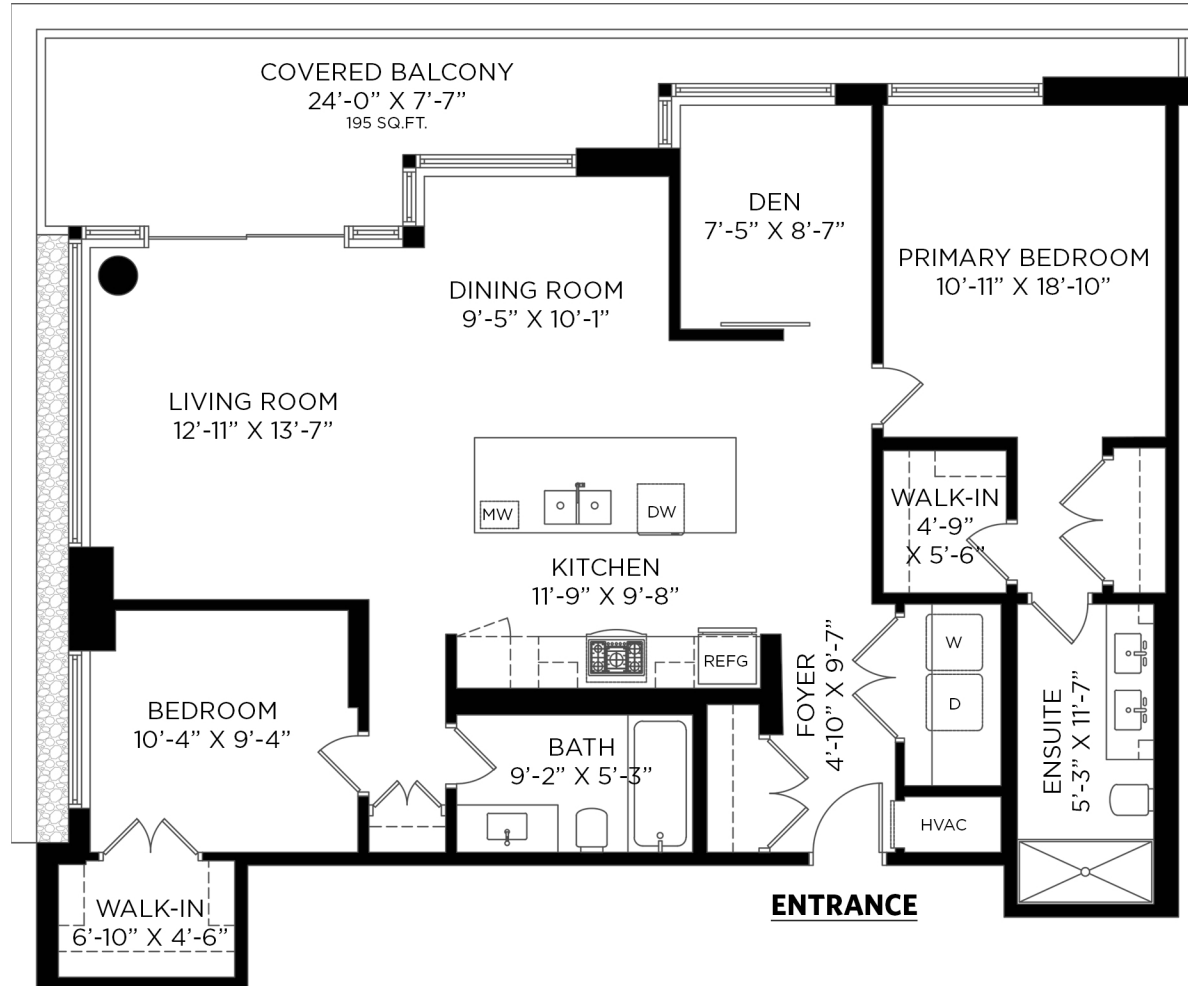 COVERED BALCONY
24’-0” X 7’-7”
195 SQ.FT.
DEN
7’-5” X 8’-7”
PRIMARY BEDROOM
10’-11” X 18’-10”
DINING ROOM
9’-5” X 10’-1”
LIVING ROOM
12’-11” X 13’-7”
WALK-IN
4’-9”
X 5’-6”
MW
DW
KITCHEN
11’-9” X 9’-8”
REFG
W
D
FOYER
4’-10” X 9’-7”
BEDROOM
10’-4” X 9’-4”
BATH
9’-2” X 5’-3”
ENSUITE
5’-3” X 11’-7”
HVAC
WALK-IN
6’-10” X 4’-6”
ENTRANCE